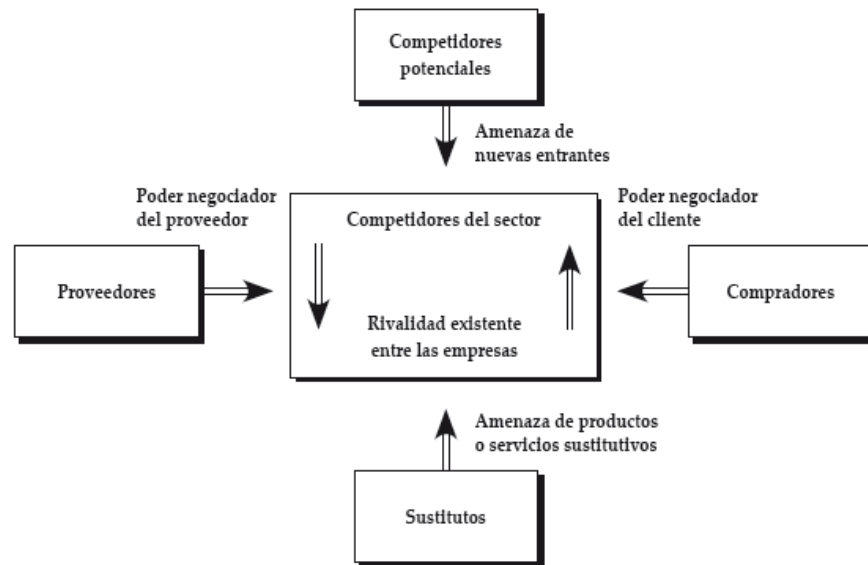 Competidores
potenciales
Amenaza de
nuevas entrantes
Poder negociador
del proveedor
Poder negociador
del cliente
Competidores del sector
Proveedores
Compradores
Rivalidad existente
entre las empresas
Amenaza de productos
o servicios sustitutivos
Sustitutos